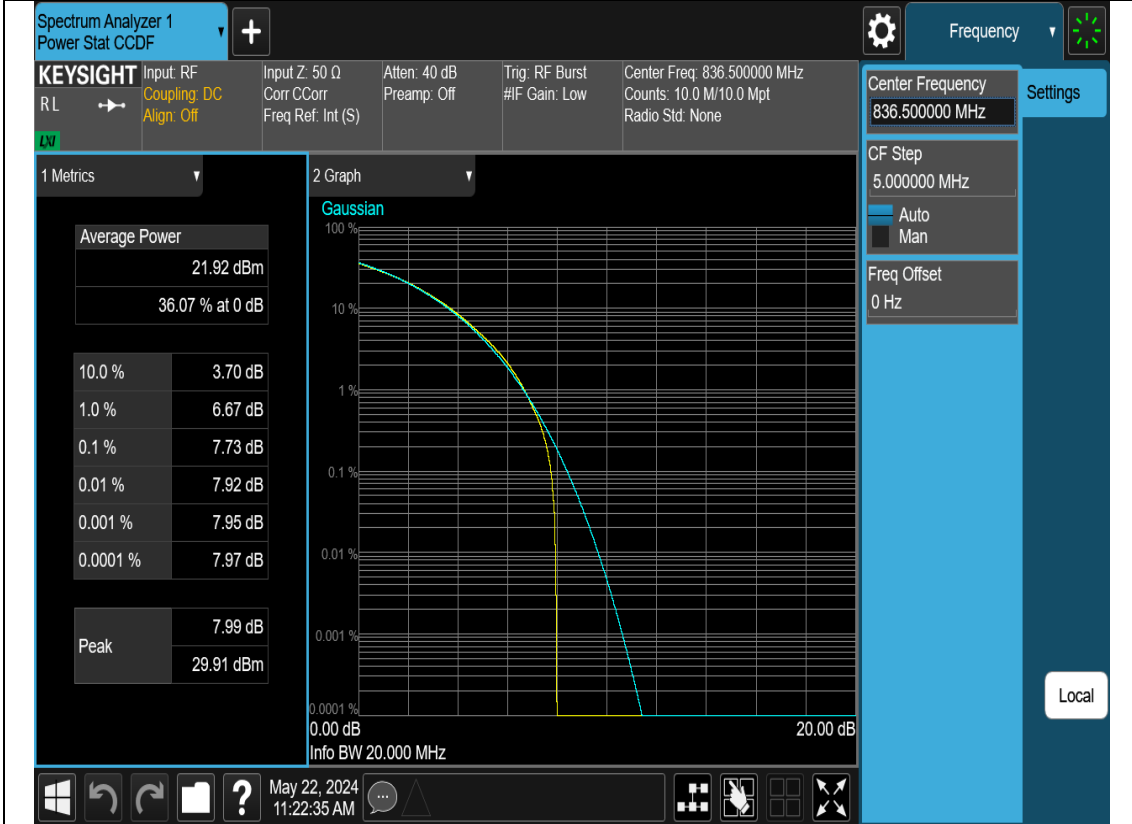 Spectrum Analyzer 1
Power Stat CCDF
+
Frequency
KEYSIGHT
RL
LXI
Input: RF
Coupling: DC
Align: Off
Input Z: 50 Ω
Corr CCorr
Freq Ref: Int (S)
Atten: 40 dB
Preamp: Off
Trig: RF Burst
#IF Gain: Low
Center Freq: 836.500000 MHz
Counts: 10.0 M/10.0 Mpt
Radio Std: None
Center Frequency
836.500000 MHz
Settings
CF Step
5.000000 MHz
Auto
Man
Freq Offset
0 Hz
1 Metrics
Average Power
21.92 dBm
36.07 % at 0 dB
10.0 % 3.70 dB
1.0 % 6.67 dB
0.1 % 7.73 dB
0.01 % 7.92 dB
0.001 % 7.95 dB
0.0001 % 7.97 dB
Peak
7.99 dB
29.91 dBm
2 Graph
Gaussian
100 %
10 %
1 %
0.1 %
0.01 %
0.001 %
0.0001 %
0.00 dB 20.00 dB
Info BW 20.000 MHz
Local
?
May 22, 2024
11:22:35 AM